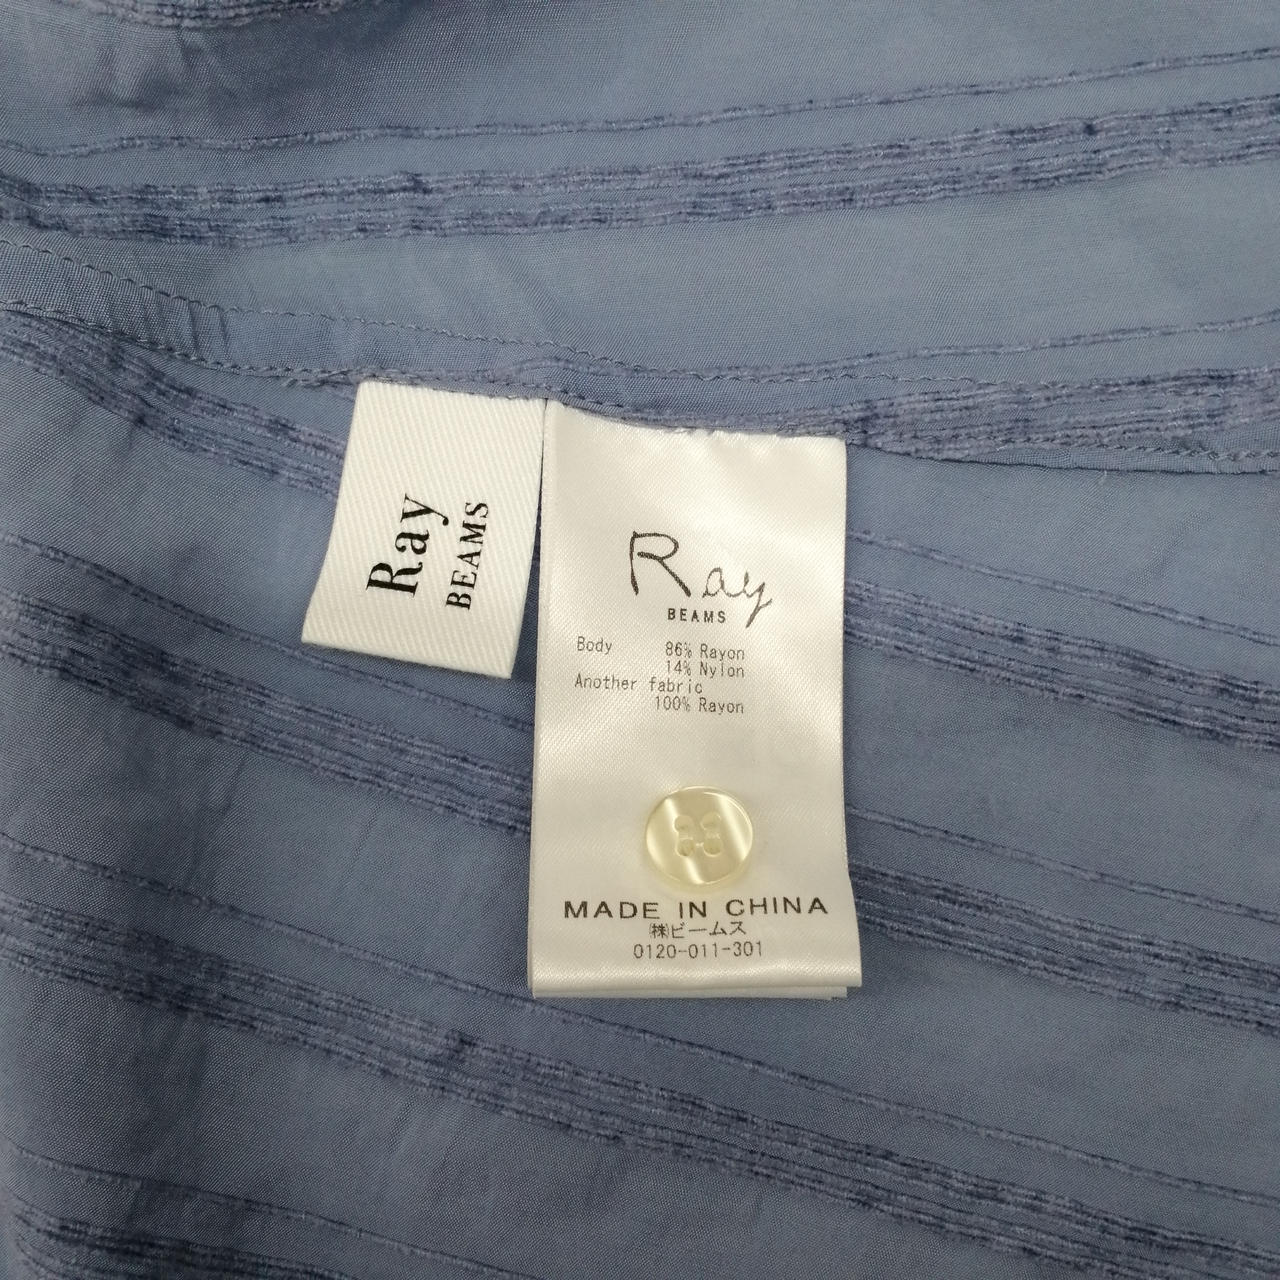 Ray
BEAMS
Ray
BEAMS
Body 86% Rayon
14% Nylon
Another fabric
100% Rayon
MADE IN CHINA
㈱ビームス
0120-011-301